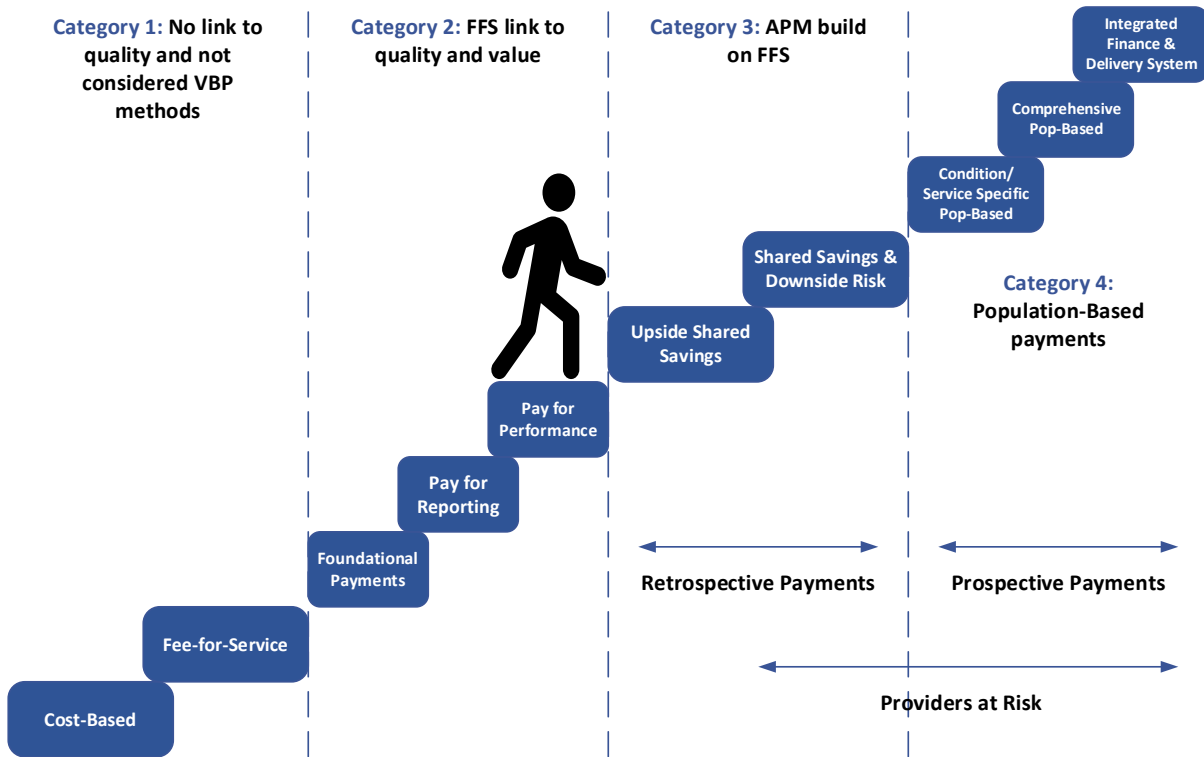 Category 1: No link to
quality and not
considered VBP
methods
Category 2: FFS link to
quality and value
Category 3: APM build
on FFS
Integrated
Finance &
Delivery System
Comprehensive
Pop-Based
Condition/
Service Specific
Pop-Based
Shared Savings &
Downside Risk
Category 4:
Population-Based
payments
Upside Shared
Savings
Pay for
Performance
Pay for
Reporting
Foundational
Payments
Retrospective Payments
Prospective Payments
Fee-for-Service
Providers at Risk
Cost-Based